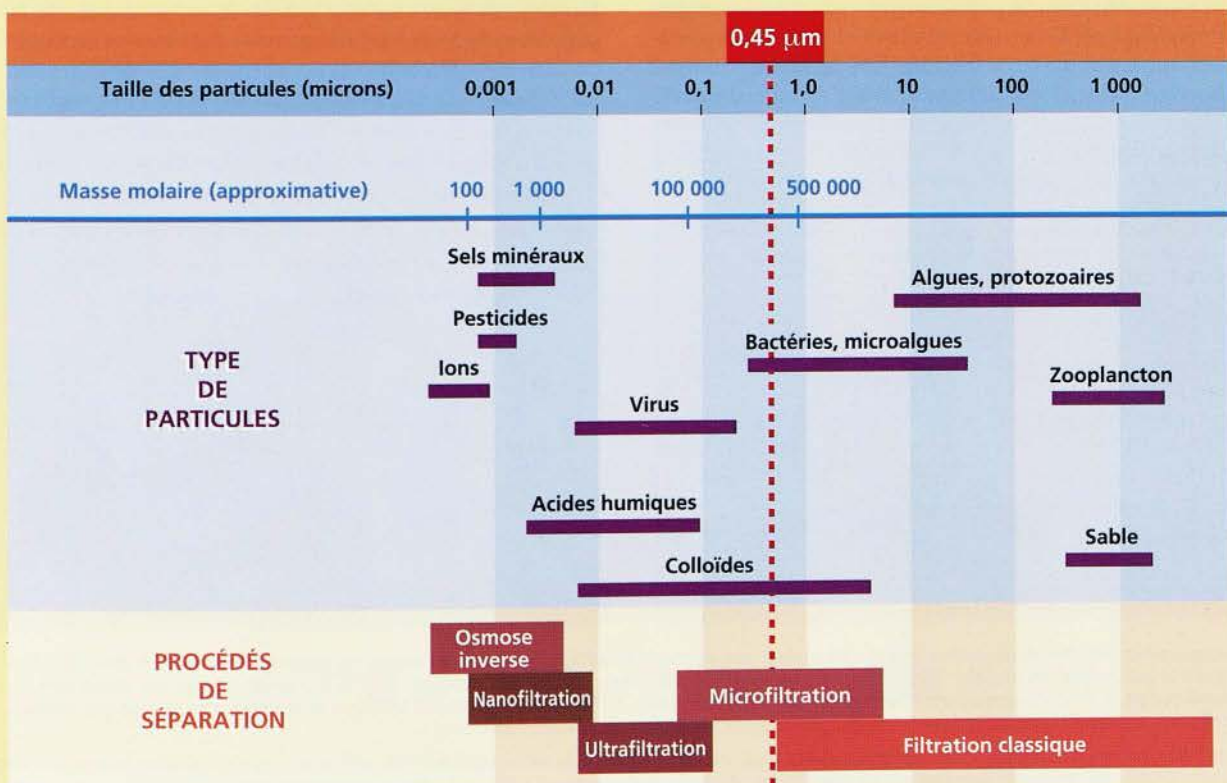 0,45 μm
Taille des particules (microns) 0,001 0,01 0,1 1,0 10 100 1 000
Masse molaire (approximative) 100 1 000 100 000 500 000
Sels minéraux
Algues, protozoaires
Pesticides
Bactéries, microalgues
TYPE
DE
PARTICULES
Ions
Zooplancton
Virus
Acides humiques
Sable
Colloïdes
PROCÉDÉS
DE
SÉPARATION
Osmose
inverse
Nanofiltration
Microfiltration
Ultrafiltration
Filtration classique